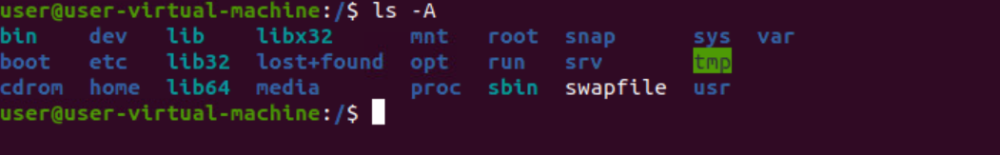 user@user-virtual-machine:/$ ls -A
bin    dev   lib    libx32      mnt   root  snap      sys  var
boot   etc   lib32  lost+found  opt   run   srv       tmp
cdrom  home  lib64  media       proc  sbin  swapfile  usr
user@user-virtual-machine:/$